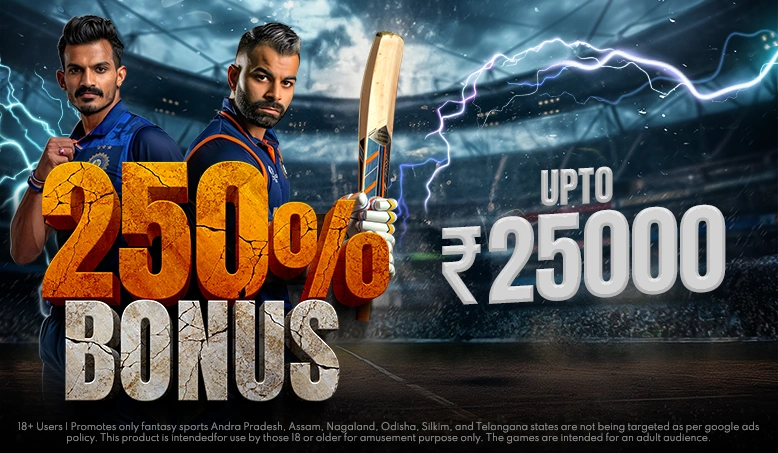 250%
BONUS
UPTO
₹25000
18+ Users I Promotes only fantasy sports Andra Pradesh, Assam, Nagaland, Odisha, Silkim, and Telangana states are not being targeted as per google ads
policy. This product is intendedfor use by those 18 or older for amusement purpose only. The games are intended for an adult audience.